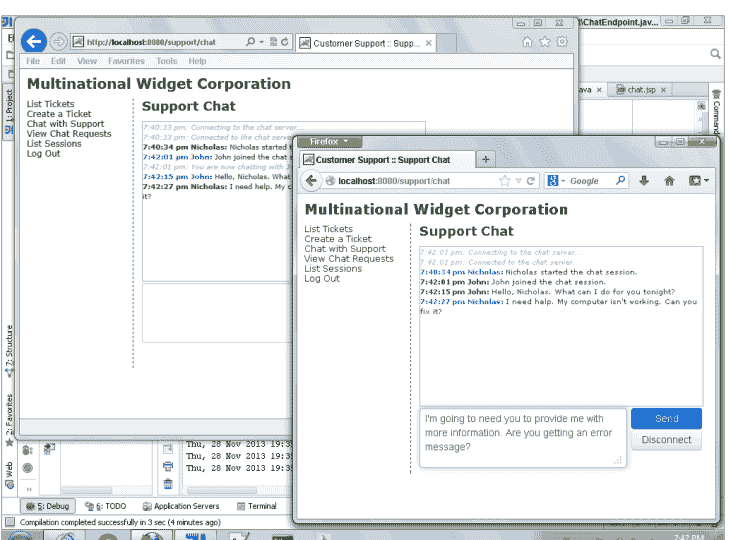 \ChatEndpoint.jav...
http://localhost:8080/support/chat
Customer Support :: Supp...
File Edit View Favorites Tools Help
Multinational Widget Corporation
List Tickets
Create a Ticket
Chat with Support
View Chat Requests
List Sessions
Log Out
Support Chat
7:40:33 pm: Connecting to the chat server...
7:40:33 pm: Connected to the chat serve
7:40:34 pm Nicholas: Nicholas started t
7:42:01 pm John: John joined the chat s
7:42:01 pm: You are now chatting with J
7:42:15 pm John: Hello, Nicholas. What
7:42:27 pm Nicholas: I need help. My c
it?
ava
chat.jsp
1: Project
Command
7: Structure
2: Favorites
Web
Firefox
Customer Support :: Support Chat
localhost:8080/support/chat
Google
Multinational Widget Corporation
List Tickets
Create a Ticket
Chat with Support
View Chat Requests
List Sessions
Log Out
Support Chat
7:42:01 pm: Connecting to the chat server...
7:42:01 pm: Connected to the chat server.
7:40:34 pm Nicholas: Nicholas started the chat session.
7:42:01 pm John: John joined the chat session.
7:42:15 pm John: Hello, Nicholas. What can I do for you tonight?
7:42:27 pm Nicholas: I need help. My computer isn't working. Can you
fix it?
I'm going to need you to provide me with
more information. Are you getting an error
message?
Send
Disconnect
Thu, 28 Nov 2013 19:3
Thu, 28 Nov 2013 19:3
Thu, 28 Nov 2013 19:3
5: Debug
6: TODO
Application Servers
Terminal
Compilation completed successfully in 3 sec (4 minutes ago)
7:42 PM